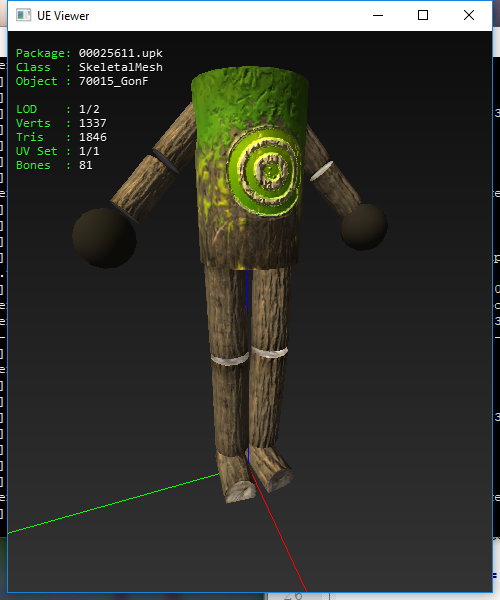 UE Viewer
Package: 00025611.upk
Class : SkeletalMesh
Object : 70015_GonF
LOD : 1/2
Verts : 1337
Tris : 1846
UV Set : 1/1
Bones : 81